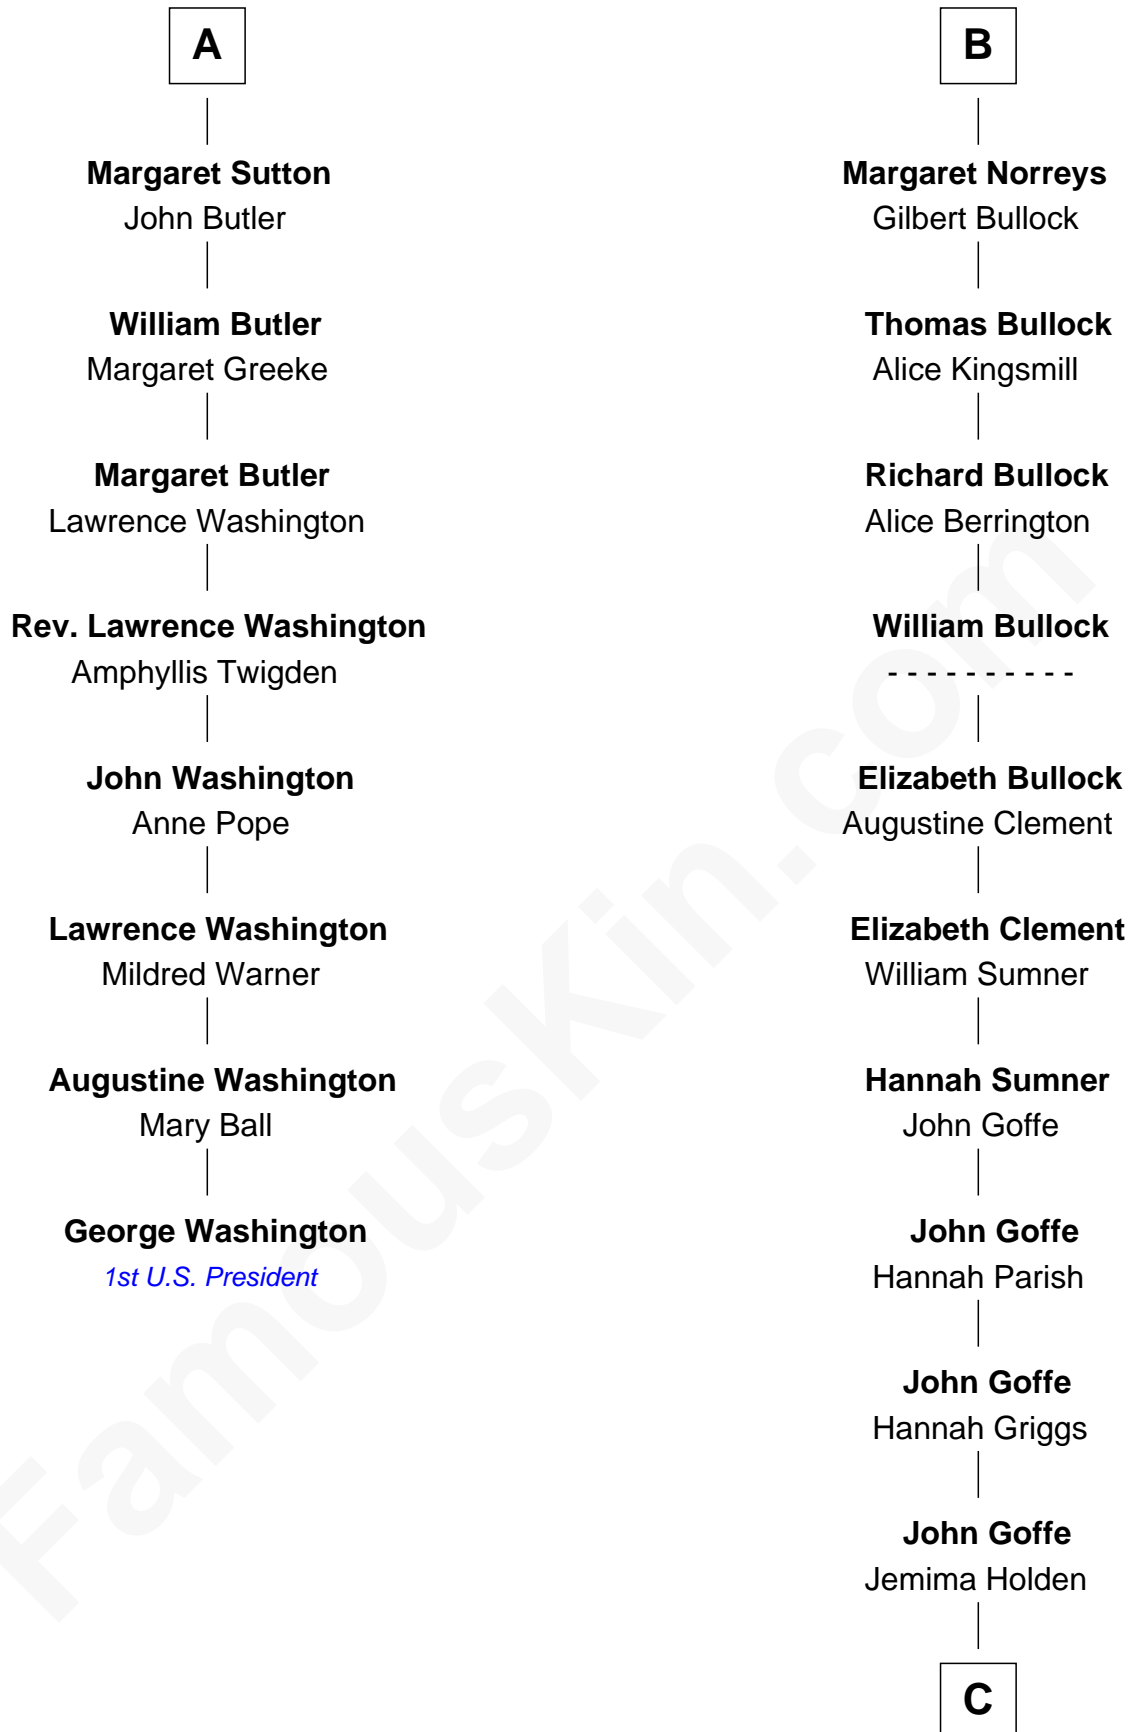 A
Margaret Sutton
John Butler
William Butler
Margaret Greeke
Margaret Butler
Lawrence Washington
Rev. Lawrence Washington
Amphyllis Twigden
John Washington
Anne Pope
Lawrence Washington
Mildred Warner
Augustine Washington
Mary Ball
George Washington
1st U.S. President
B
Margaret Norreys
Gilbert Bullock
Thomas Bullock
Alice Kingsmill
Richard Bullock
Alice Berrington
William Bullock
- - - - - - - - - -
Elizabeth Bullock
Augustine Clement
Elizabeth Clement
William Sumner
Hannah Sumner
John Goffe
John Goffe
Hannah Parish
John Goffe
Hannah Griggs
John Goffe
Jemima Holden
C
FamousKin.com